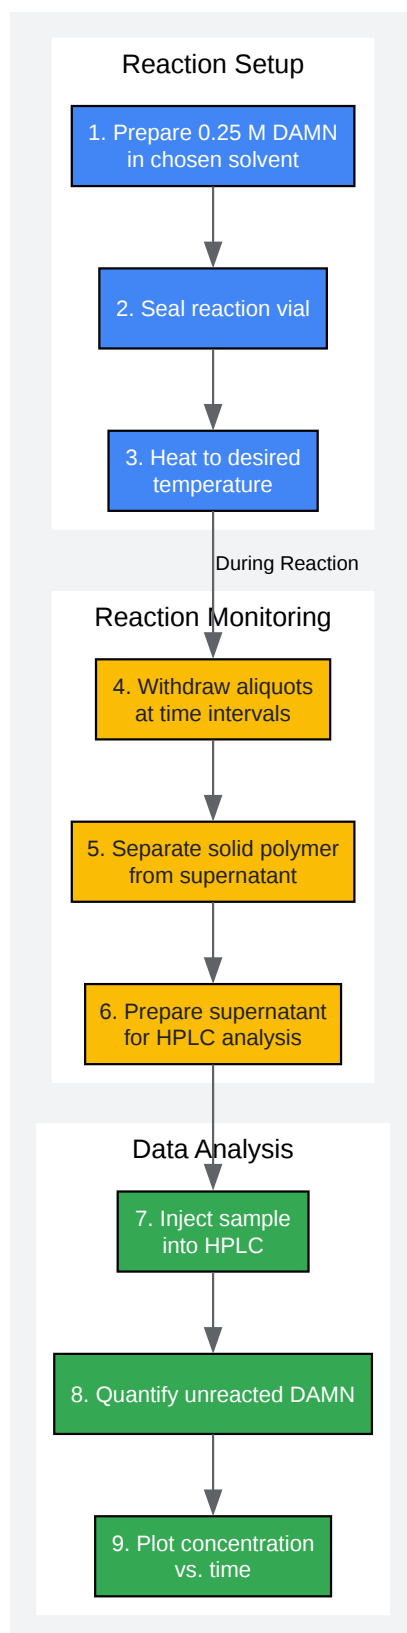 Reaction Setup
1. Prepare 0.25 M DAMN
in chosen solvent
2. Seal reaction vial
3. Heat to desired
temperature
During Reaction
Reaction Monitoring
4. Withdraw aliquots
at time intervals
5. Separate solid polymer
from supernatant
6. Prepare supernatant
for HPLC analysis
Data Analysis
7. Inject sample
into HPLC
8. Quantify unreacted DAMN
9. Plot concentration
vs. time